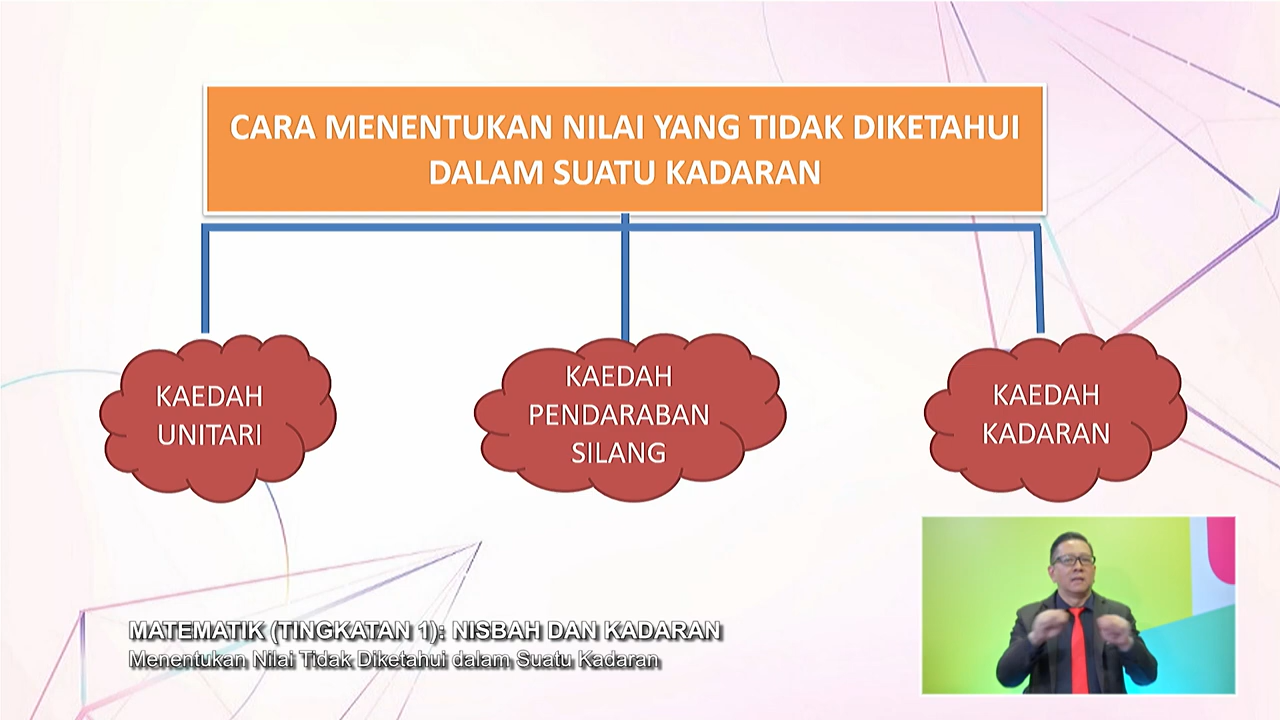 CARA MENENTUKAN NILAI YANG TIDAK DIKETAHUI
DALAM SUATU KADARAN
KAEDAH
UNITARI
KAEDAH
PENDARABAN
SILANG
KAEDAH
KADARAN
MATEMATIK (TINGKATAN 1): NISBAH DAN KADARAN
Menentukan Nilai Tidak Diketahui dalam Suatu Kadaran